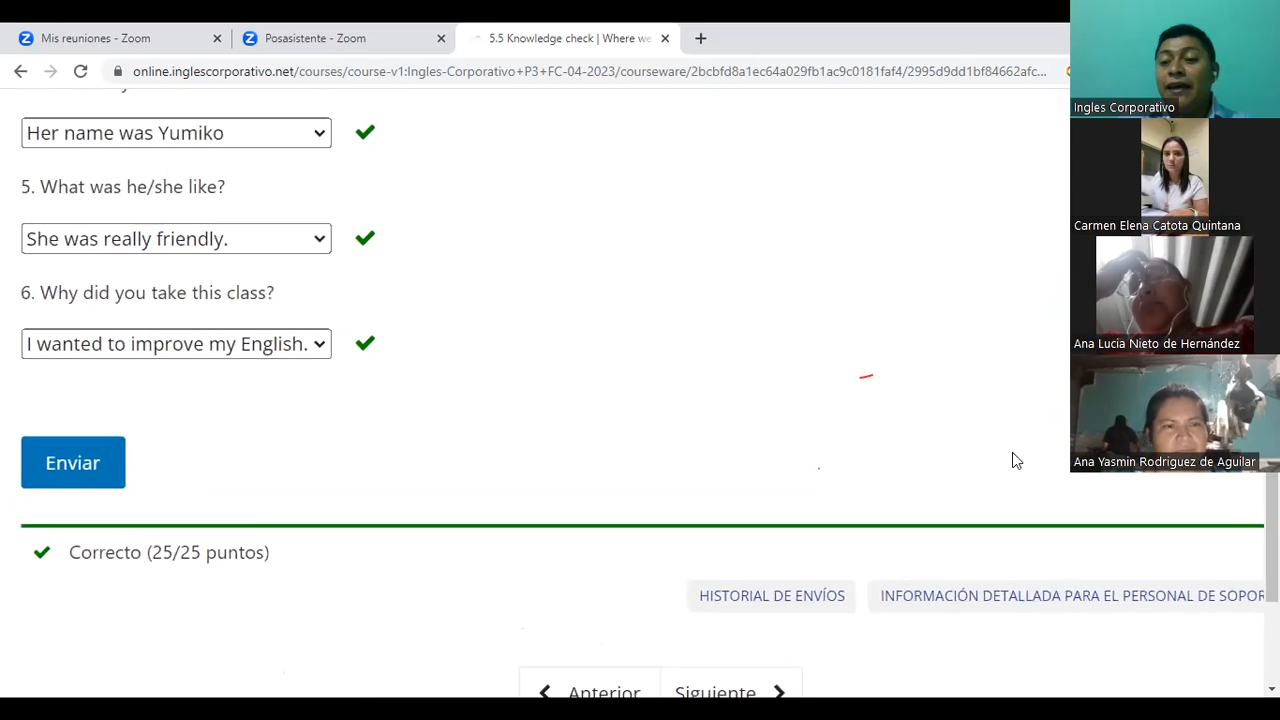 Mis reuniones - Zoom
Posasistente - Zoom
5.5 Knowledge check | Where we
online.inglescorporativo.net/courses/course-v1:Ingles-Corporativo+P3+FC-04-2023/courseware/2bcbfd8a1ec64a029fb1ac9c0181faf4/2995d9dd1bf84662afc...
Ingles Corporativo
Her name was Yumiko
5. What was he/she like?
Carmen Elena Catota Quintana
She was really friendly.
6. Why did you take this class?
I wanted to improve my English.
Ana Lucia Nieto de Hernández
Enviar
Ana Yasmin Rodriguez de Aguilar
Correcto (25/25 puntos)
HISTORIAL DE ENVÍOS
INFORMACIÓN DETALLADA PARA EL PERSONAL DE SOPOR
Anterior
Siguiente